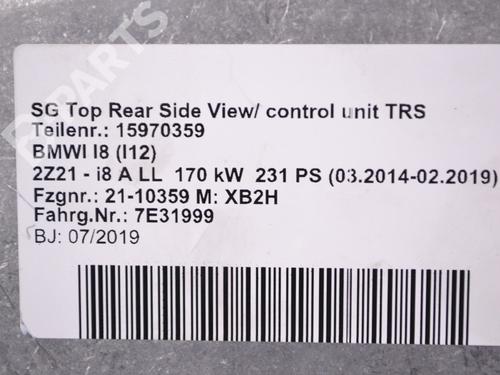 SG Top Rear Side View/ control unit TRS
Teilenr.: 15970359
BMWI I8 (I12)
2Z21 - i8 A LL 170 kW 231 PS (03.2014-02.2019)
Fzgnr.: 21-10359 M: XB2H
Fahrg.Nr.: 7E31999
BJ: 07/2019